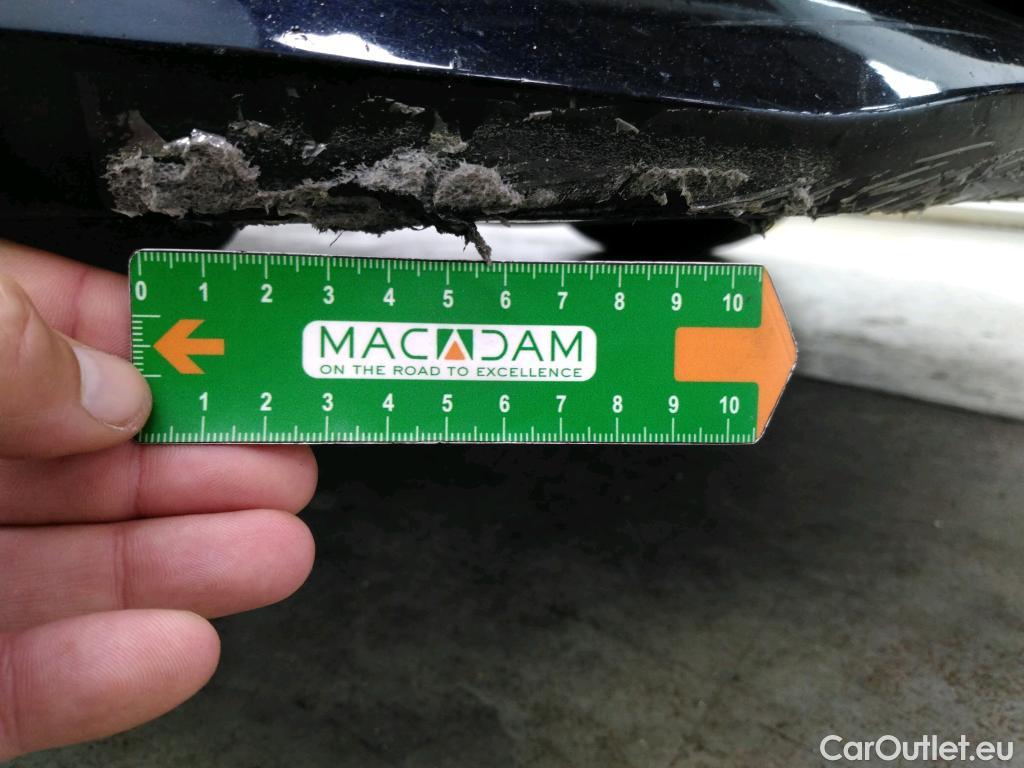 0 1 2 3 4 5 6 7 8 9 10
MACADAM
ON THE ROAD TO EXCELLENCE
1 2 3 4 5 6 7 8 9 10
CarOutlet.eu